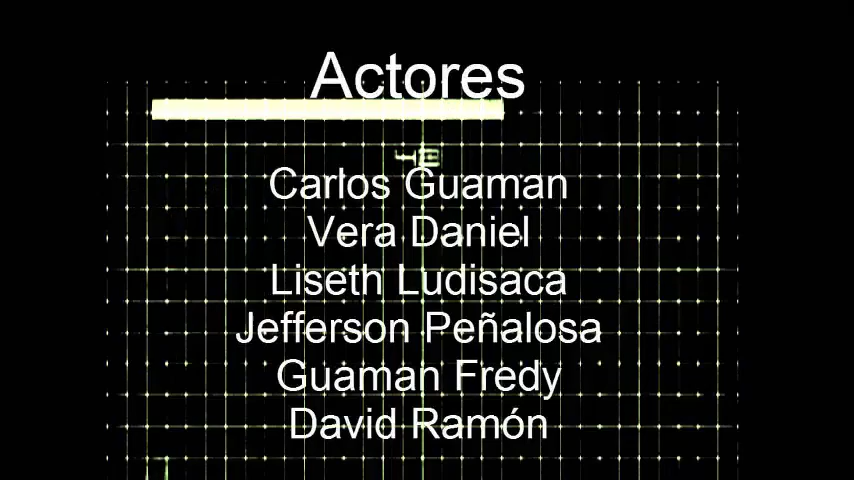 Actores
Carlos Guaman
Vera Daniel
Liseth Ludisaca
Jefferson Peñalosa
Guaman Fredy
David Ramón